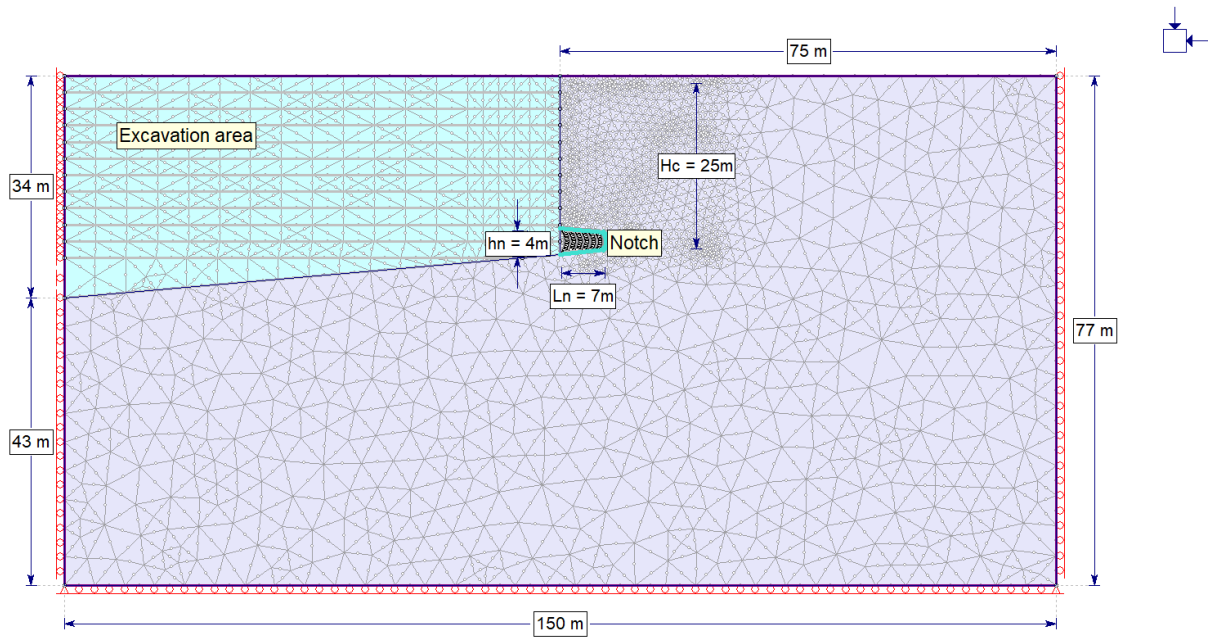 75 m
Excavation area
Hc = 25m
34 m
hn = 4m
Notch
Ln = 7m
77 m
43 m
150 m